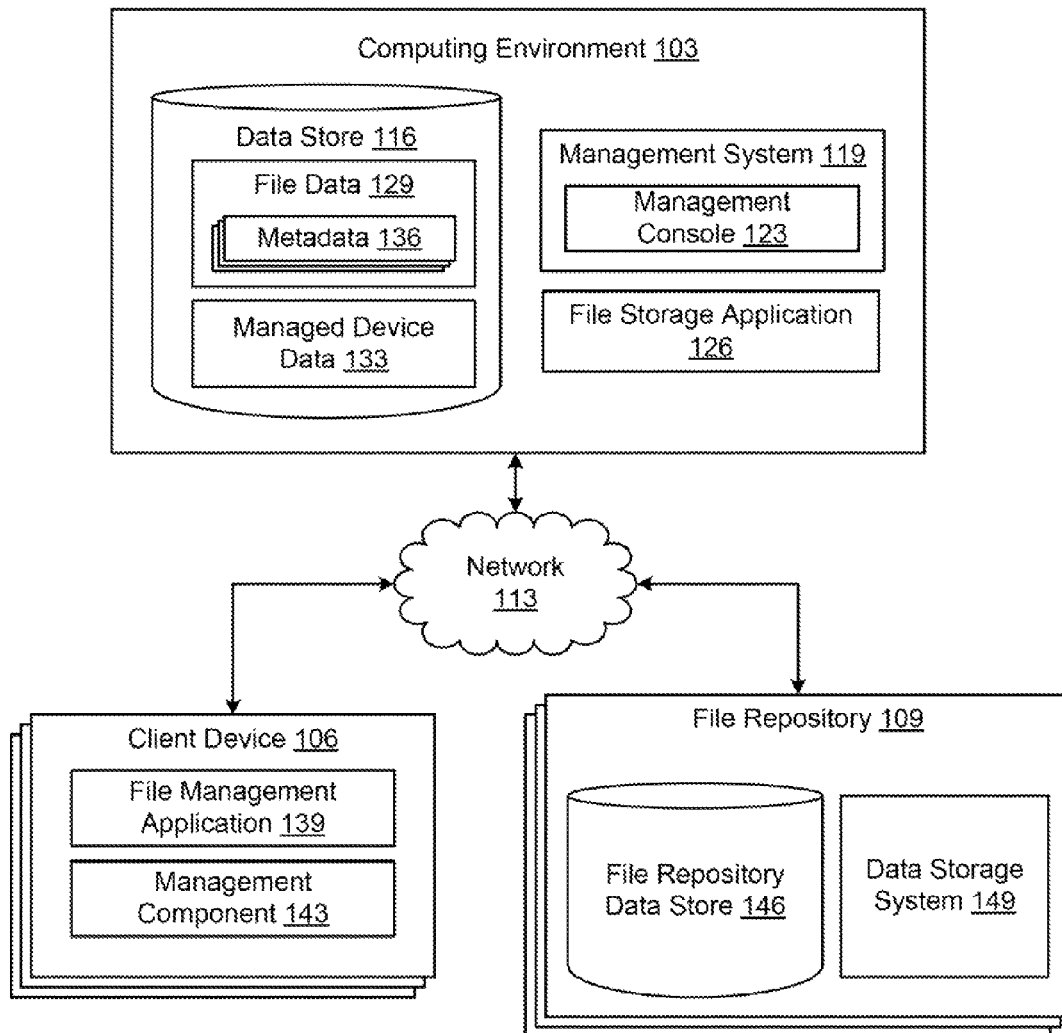 Computing Environment 103
Data Store 116
File Data 129
Metadata 136
Managed Device
Data 133
Management System 119
Management
Console 123
File Storage Application
126
Network
113
Client Device 106
File Management
Application 139
Management
Component 143
File Repository 109
File Repository
Data Store 146
Data Storage
System 149